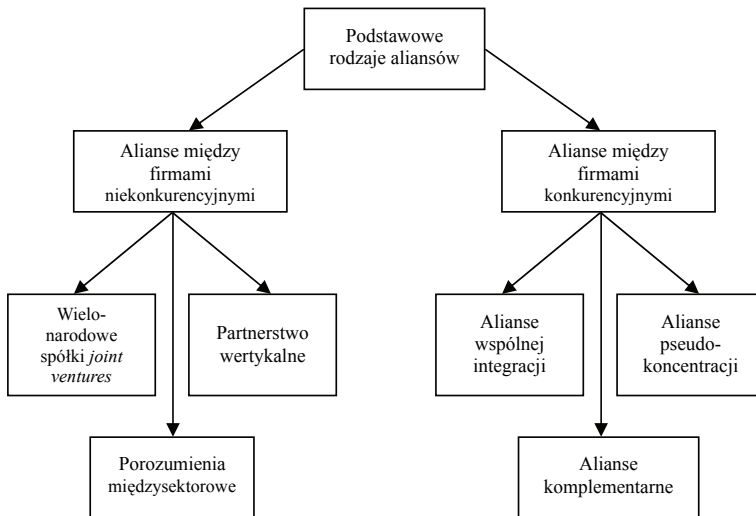 Podstawowe
rodzaje aliansów
Alianse między
firmami
niekonkurencyjnymi
Alianse między
firmami
konkurencyjnymi
Wielo-
narodowe
spółki joint
ventures
Partnerstwo
wertykalne
Alianse
wspólnej
integracji
Alianse
pseudo-
koncentracji
Porozumienia
międzysektorowe
Alianse
komplementarne